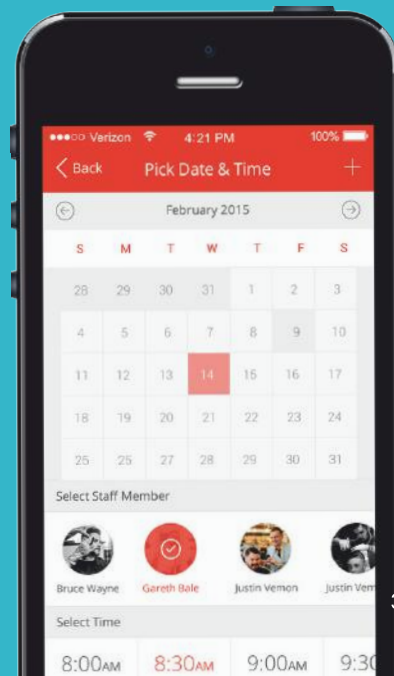 Verizon 4:21 PM 100%
Back Pick Date & Time +
February 2015
S M T W T F S
28 29 30 31 1 2 3
4 5 6 7 8 9 10
11 12 13 14 15 16 17
18 19 20 21 22 23 24
25 25 27 28 29 30 31
Select Staff Member
Bruce Wayne Gareth Bale Justin Vernon Justin Vern
Select Time
8:00AM 8:30AM 9:00AM 9:30
3